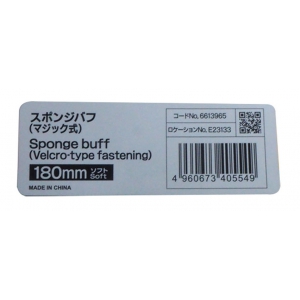 スポンジバフ
(マジック式)
Sponge buff
(Velcro-type fastening)
180mm ソフト Soft
MADE IN CHINA
コードNo. 6613965
ロケーションNo. E23133
4 960673 405549